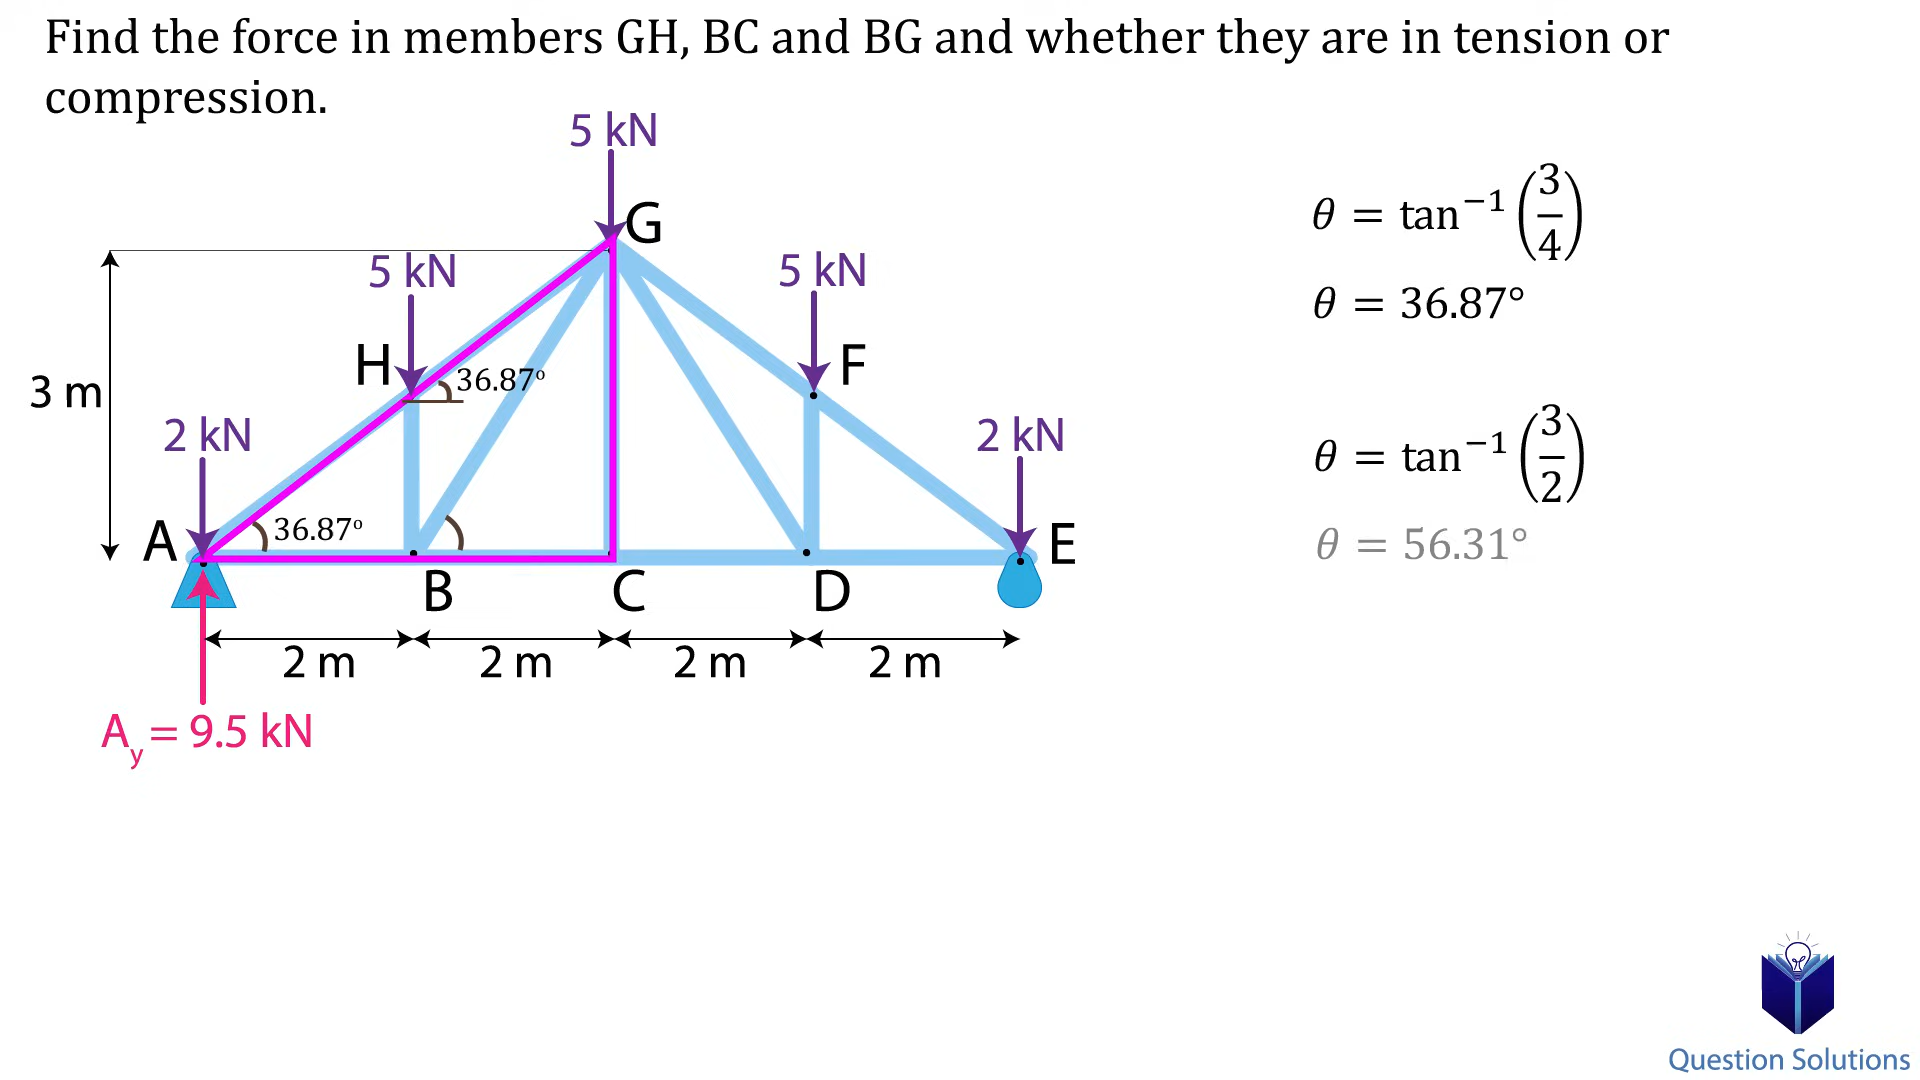 Find the force in members GH, BC and BG and whether they are in tension or
compression.
5 kN
G
5 kN
5 kN
H
36.87°
F
3 m
2 kN
2 kN
A
36.87°
E
B
C
D
2 m
2 m
2 m
2 m
A_y = 9.5 kN
θ = tan⁻¹(3/4)
θ = 36.87°
θ = tan⁻¹(3/2)
θ = 56.31°
Question Solutions